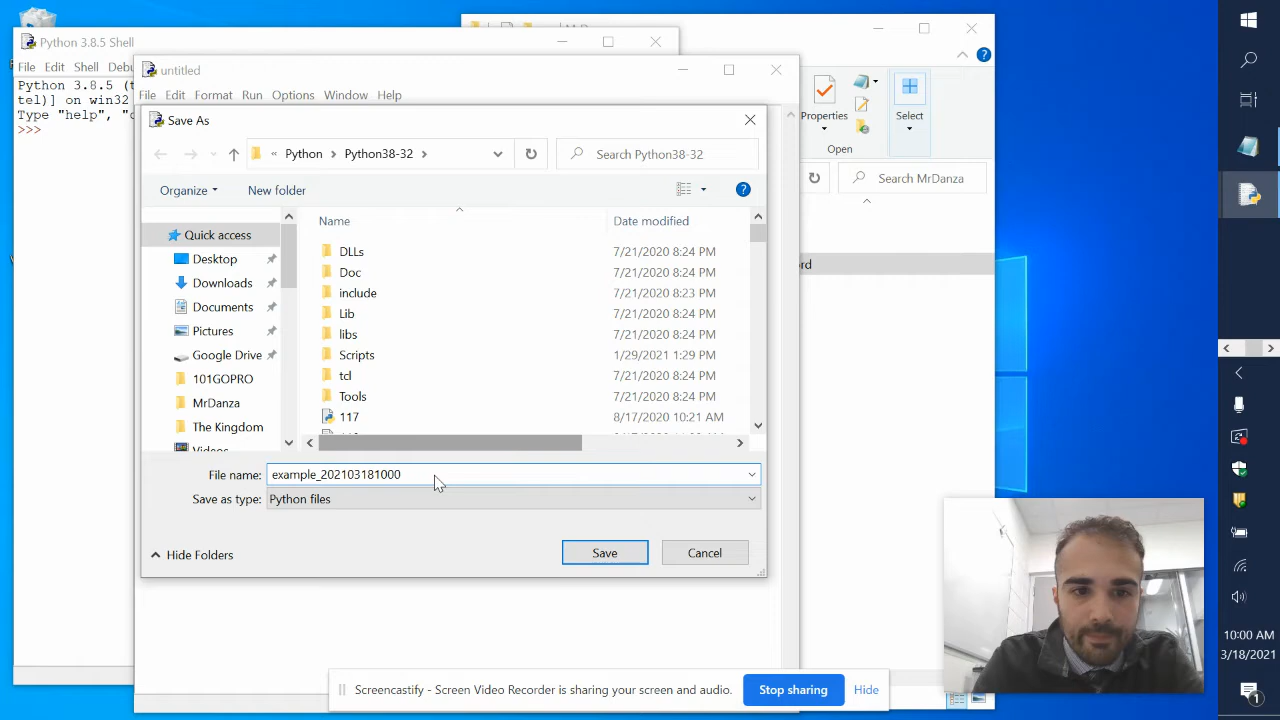 Python 3.8.5 Shell
File Edit Shell Debu
Python 3.8.5 (t
tel)] on win32
Type "help", "c
>>>
untitled
File Edit Format Run Options Window Help
Save As
« Python > Python38-32 >
Search Python38-32
Organize
New folder
Name
Date modified
Quick access
Desktop
Downloads
Documents
Pictures
Google Drive
101GOPRO
MrDanza
The Kingdom
DLLs 7/21/2020 8:24 PM
Doc 7/21/2020 8:24 PM
include 7/21/2020 8:23 PM
Lib 7/21/2020 8:24 PM
libs 7/21/2020 8:24 PM
Scripts 1/29/2021 1:29 PM
tcl 7/21/2020 8:24 PM
Tools 7/21/2020 8:24 PM
117 8/17/2020 10:21 AM
File name: example_202103181000
Save as type: Python files
Hide Folders
Save
Cancel
Properties
Select
Open
Search MrDanza
rd
Screencastify - Screen Video Recorder is sharing your screen and audio.
Stop sharing
Hide
10:00 AM
3/18/2021
1